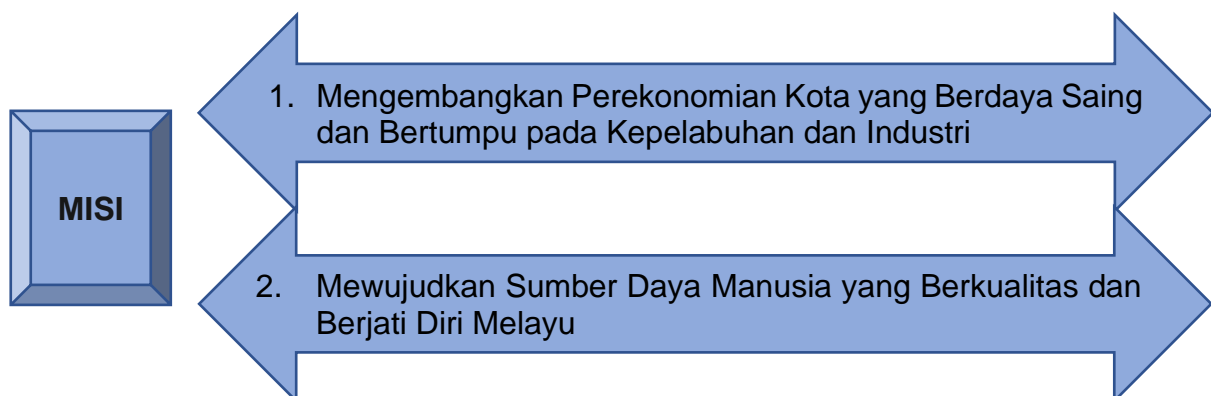 MISI
1. Mengembangkan Perekonomian Kota yang Berdaya Saing
dan Bertumpu pada Kepelabuhan dan Industri
2. Mewujudkan Sumber Daya Manusia yang Berkualitas dan
Berjati Diri Melayu